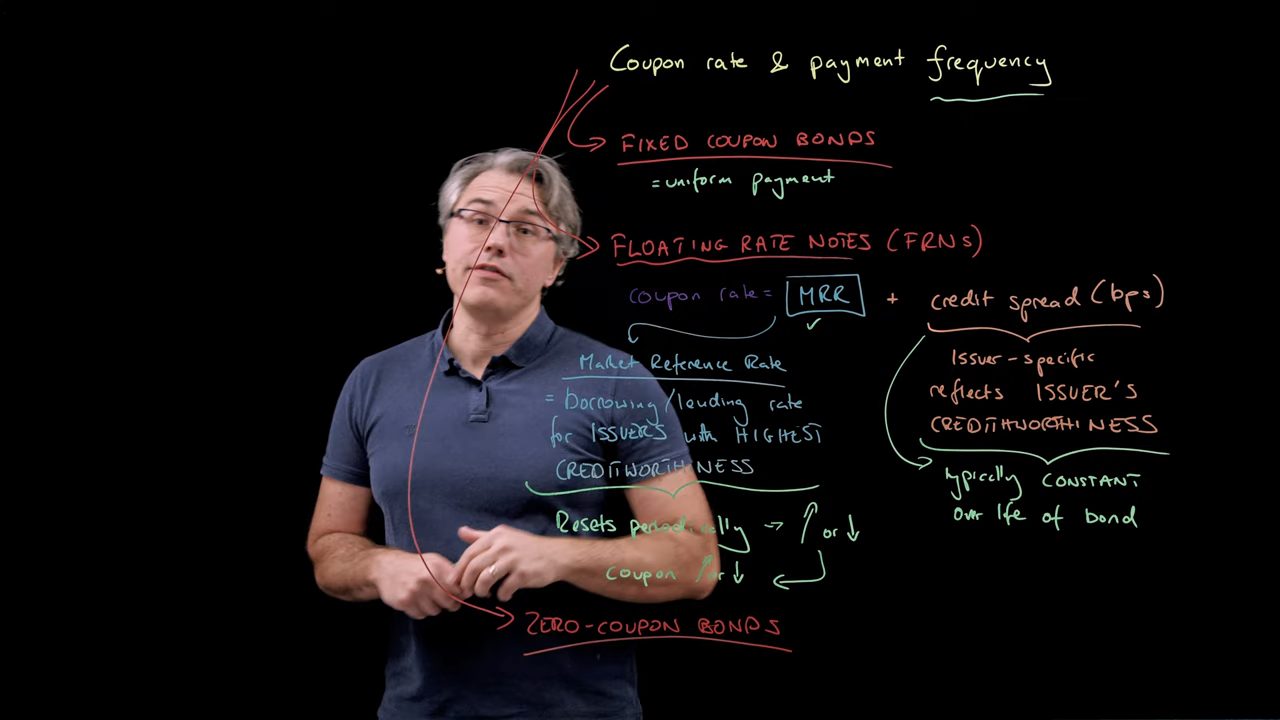 Coupon rate & payment frequency
FIXED COUPON BONDS
= uniform payment
FLOATING RATE NOTES (FRNs)
coupon rate = MRR + credit spread (bps)
Market Reference Rate
= borrowing/lending rate
for ISSUERS with HIGHEST
CREDITWORTHINESS
Resets periodically → ↑ or ↓
coupon ↑ or ↓
Issuer-specific
reflects ISSUER'S
CREDITWORTHINESS
typically CONSTANT
over life of bond
ZERO-COUPON BONDS